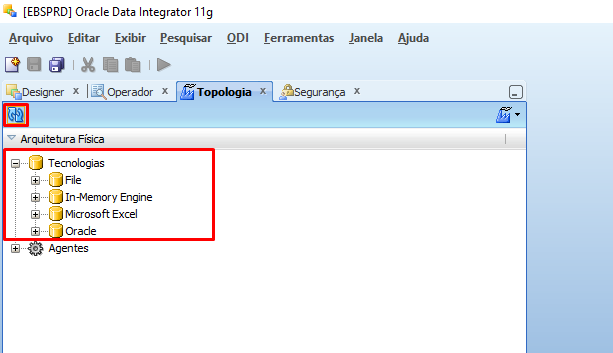 [EBSPRD] Oracle Data Integrator 11g
Arquivo Editar Exibir Pesquisar ODI Ferramentas Janela Ajuda
Designer x Operador x Topologia x Segurança x
Arquitetura Física
Tecnologias
File
In-Memory Engine
Microsoft Excel
Oracle
Agentes